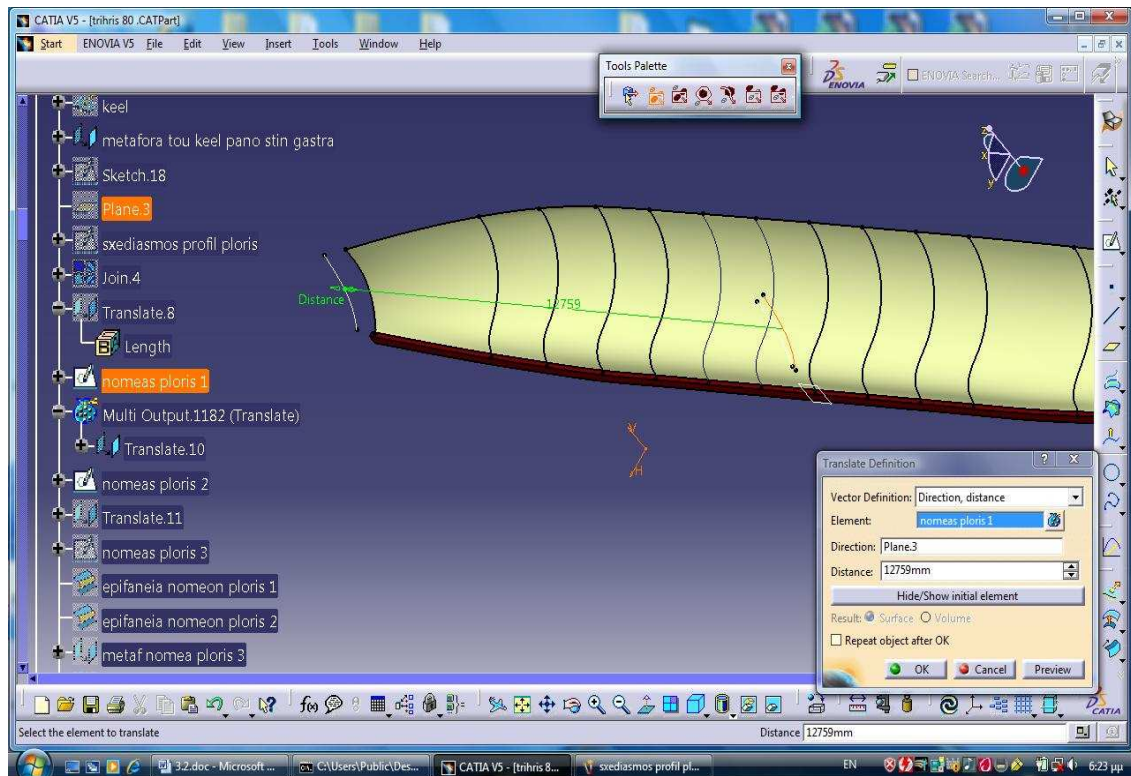 CATIA V5 - [trihris 80 .CATPart]
Start ENOVIA V5 File Edit View Insert Tools Window Help
Tools Palette
ENOVIA
ENOVIA Search...
keel
metafora tou keel pano stin gastra
Sketch.18
Plane.3
sxediasmos profil ploris
Join.4
Translate.8
Length
nomeas ploris 1
Multi Output.1182 (Translate)
Translate.10
nomeas ploris 2
Translate.11
nomeas ploris 3
epifaneia nomeon ploris 1
epifaneia nomeon ploris 2
metaf nomea ploris 3
z
x
y
Distance
12759
V
H
Translate Definition
Vector Definition: Direction, distance
Element: nomeas ploris 1
Direction: Plane.3
Distance: 12759mm
Hide/Show initial element
Result: Surface Volume
Repeat object after OK
OK Cancel Preview
f(x)
CATIA
Select the element to translate
Distance 12759mm
3.2.doc - Microsoft ...
C:\Users\Public\Des...
CATIA V5 - [trihris 8...
sxediasmos profil pl...
EN
6:23 μμ